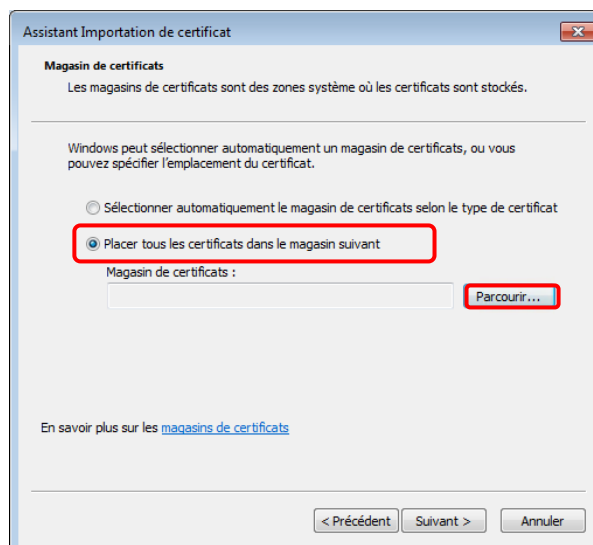 Assistant Importation de certificat
Magasin de certificats
Les magasins de certificats sont des zones système où les certificats sont stockés.
Windows peut sélectionner automatiquement un magasin de certificats, ou vous
pouvez spécifier l'emplacement du certificat.
Sélectionner automatiquement le magasin de certificats selon le type de certificat
Placer tous les certificats dans le magasin suivant
Magasin de certificats :
Parcourir...
En savoir plus sur les magasins de certificats
< Précédent Suivant > Annuler